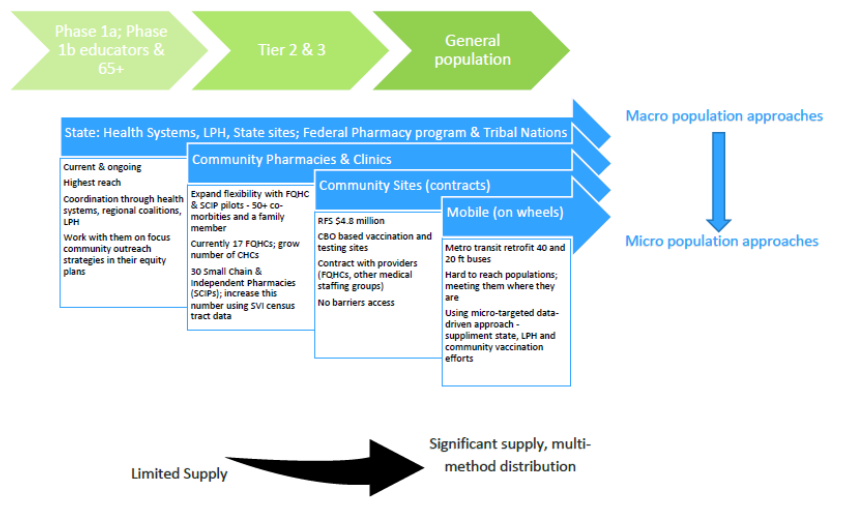 Phase 1a; Phase
1b educators &
65+
Tier 2 & 3
General
population
State: Health Systems, LPH, State sites; Federal Pharmacy program & Tribal Nations
Current & ongoing
Highest reach
Coordination through health
systems, regional coalitions,
LPH
Work with them on focus
community outreach
strategies in their equity
plans
Community Pharmacies & Clinics
Expand flexibility with FQHC
& SCIP pilots - 50+ co-
morbities and a family
member
Currently 17 FQHCs; grow
number of CHCs
30 Small Chain &
Independent Pharmacies
(SCIPs); increase this
number using SVI census
tract data
Community Sites (contracts)
RFS $4.8 million
CBO based vaccination and
testing sites
Contract with providers
(FQHCs, other medical
staffing groups)
No barriers access
Mobile (on wheels)
Metro transit retrofit 40 and
20 ft buses
Hard to reach populations;
meeting them where they
are
Using micro-targeted data-
driven approach -
suppliment state, LPH and
community vaccination
efforts
Macro population approaches
Micro population approaches
Limited Supply
Significant supply, multi-
method distribution